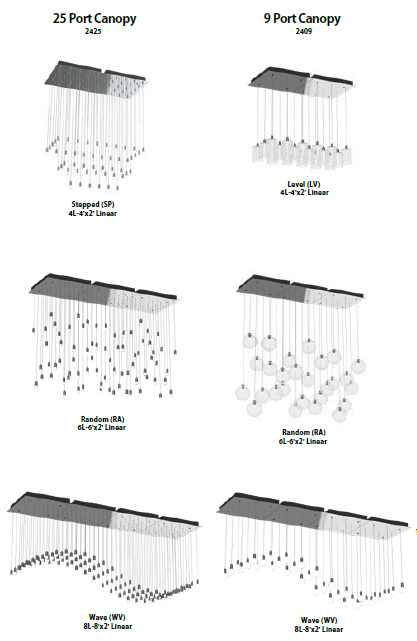 25 Port Canopy
2425
9 Port Canopy
2409
Stepped (SP)
4L-4'x2' Linear
Level (LV)
4L-4'x2' Linear
Random (RA)
6L-6'x2' Linear
Random (RA)
6L-6'x2' Linear
Wave (WV)
8L-8'x2' Linear
Wave (WV)
8L-8'x2' Linear